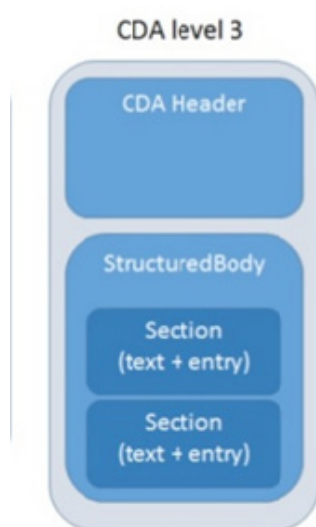 CDA level 3
CDA Header
StructuredBody
Section
(text + entry)
Section
(text + entry)